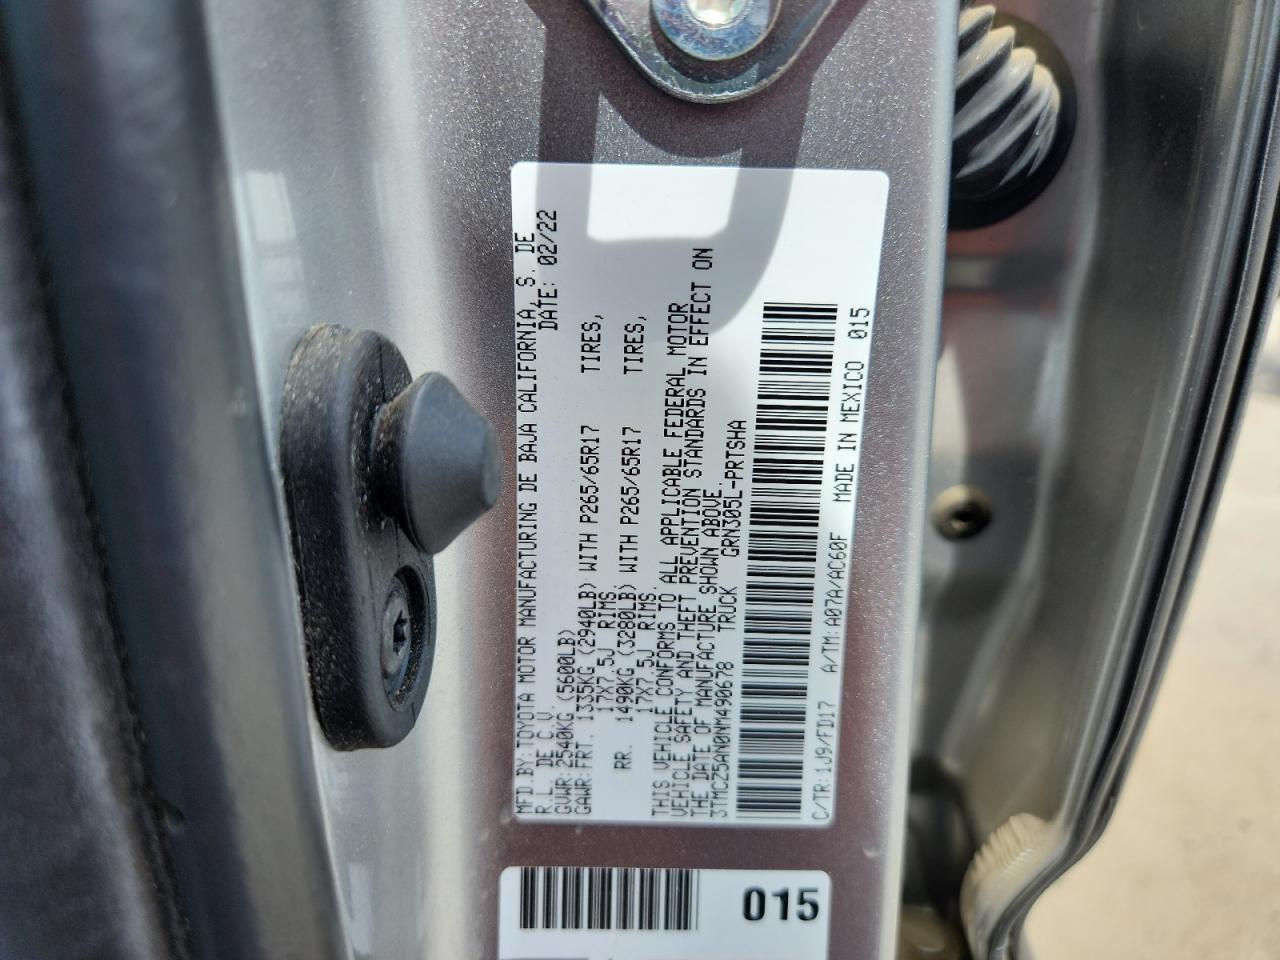 MFD.BY:TOYOTA MOTOR MANUFACTURING DE BAJA CALIFORNIA, S. DE
R.L. DE C.V. DATE: 02/22
GVWR:2540KG (5600LB)
GAWR:FRT. 1335KG (2940LB) WITH P265/65R17 TIRES,
17X7.5J RIMS.
RR. 1490KG (3280LB) WITH P265/65R17 TIRES,
17X7.5J RIMS.
THIS VEHICLE CONFORMS TO ALL APPLICABLE FEDERAL MOTOR
VEHICLE SAFETY AND THEFT PREVENTION STANDARDS IN EFFECT ON
THE DATE OF MANUFACTURE SHOWN ABOVE.
3TMCZ5AN0NM490678 TRUCK GRN305L-PRTSHA
C/TR:1J9/FD17 A/TM:A07A/AC60F MADE IN MEXICO 015
015